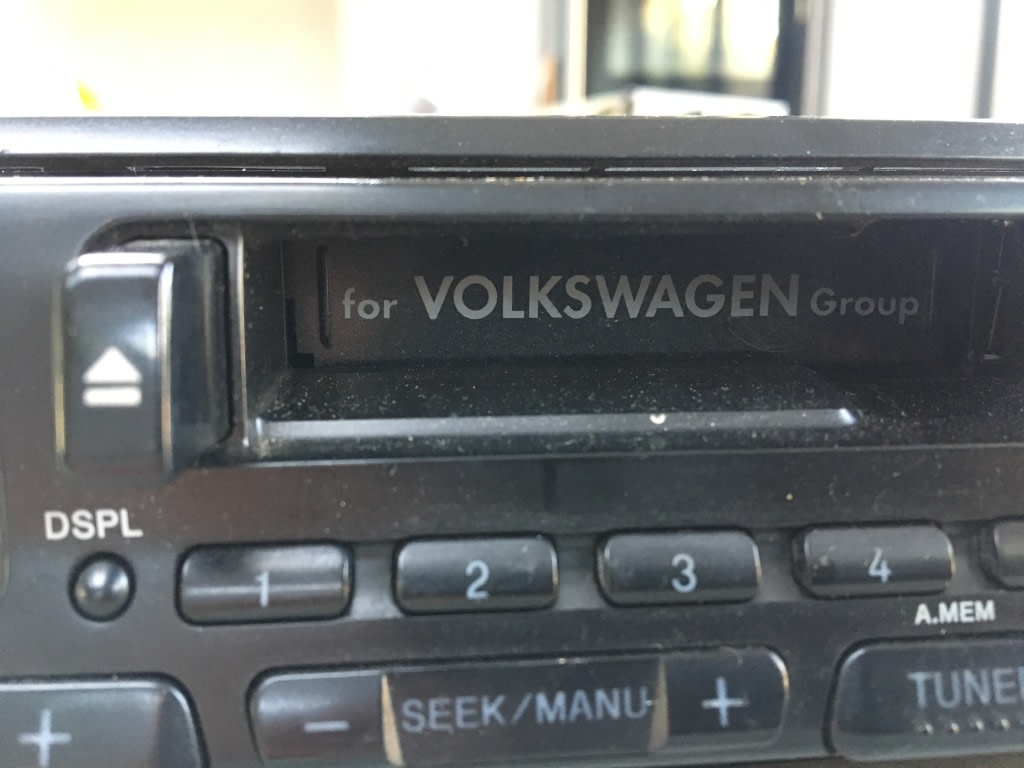 for VOLKSWAGEN Group
DSPL
1 2 3 4
A.MEM
+ − SEEK/MANU + TUNE